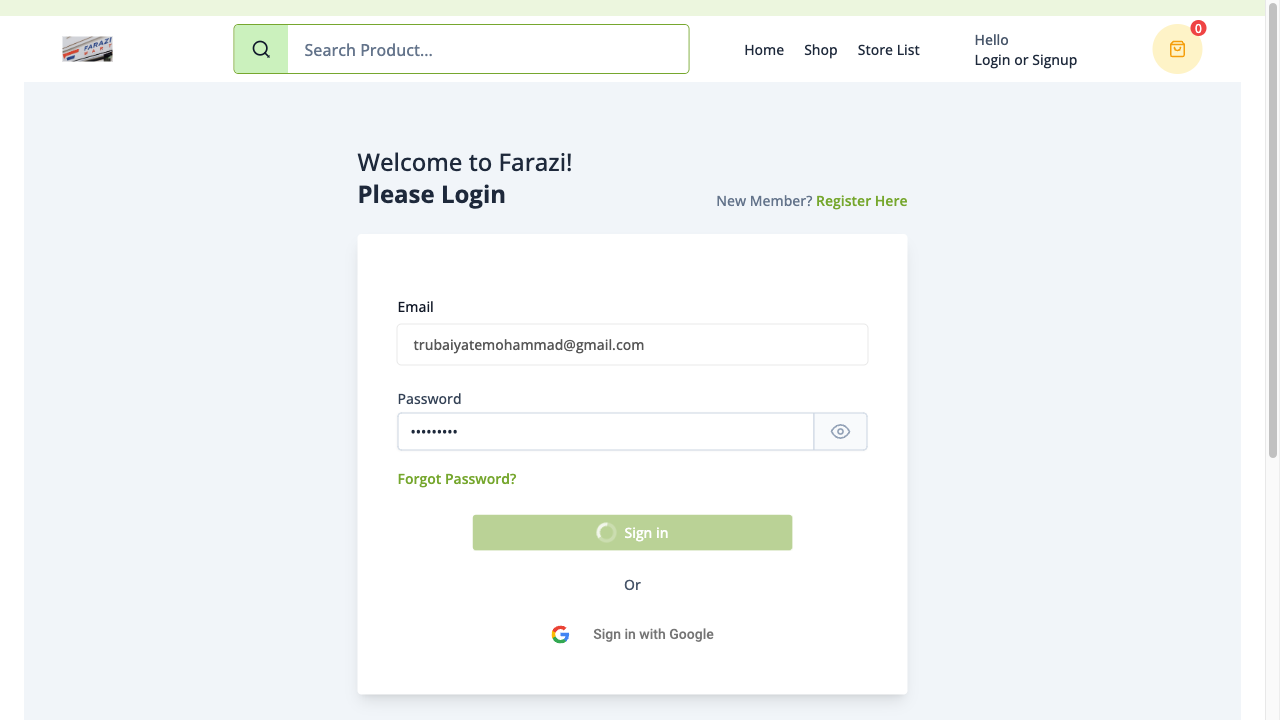 FARAZI
MART
Search Product...
Home
Shop
Store List
Hello
Login or Signup
0
Welcome to Farazi!
Please Login
New Member? Register Here
Email
trubaiyatemohammad@gmail.com
Password
•••••••••
Forgot Password?
Sign in
Or
Sign in with Google